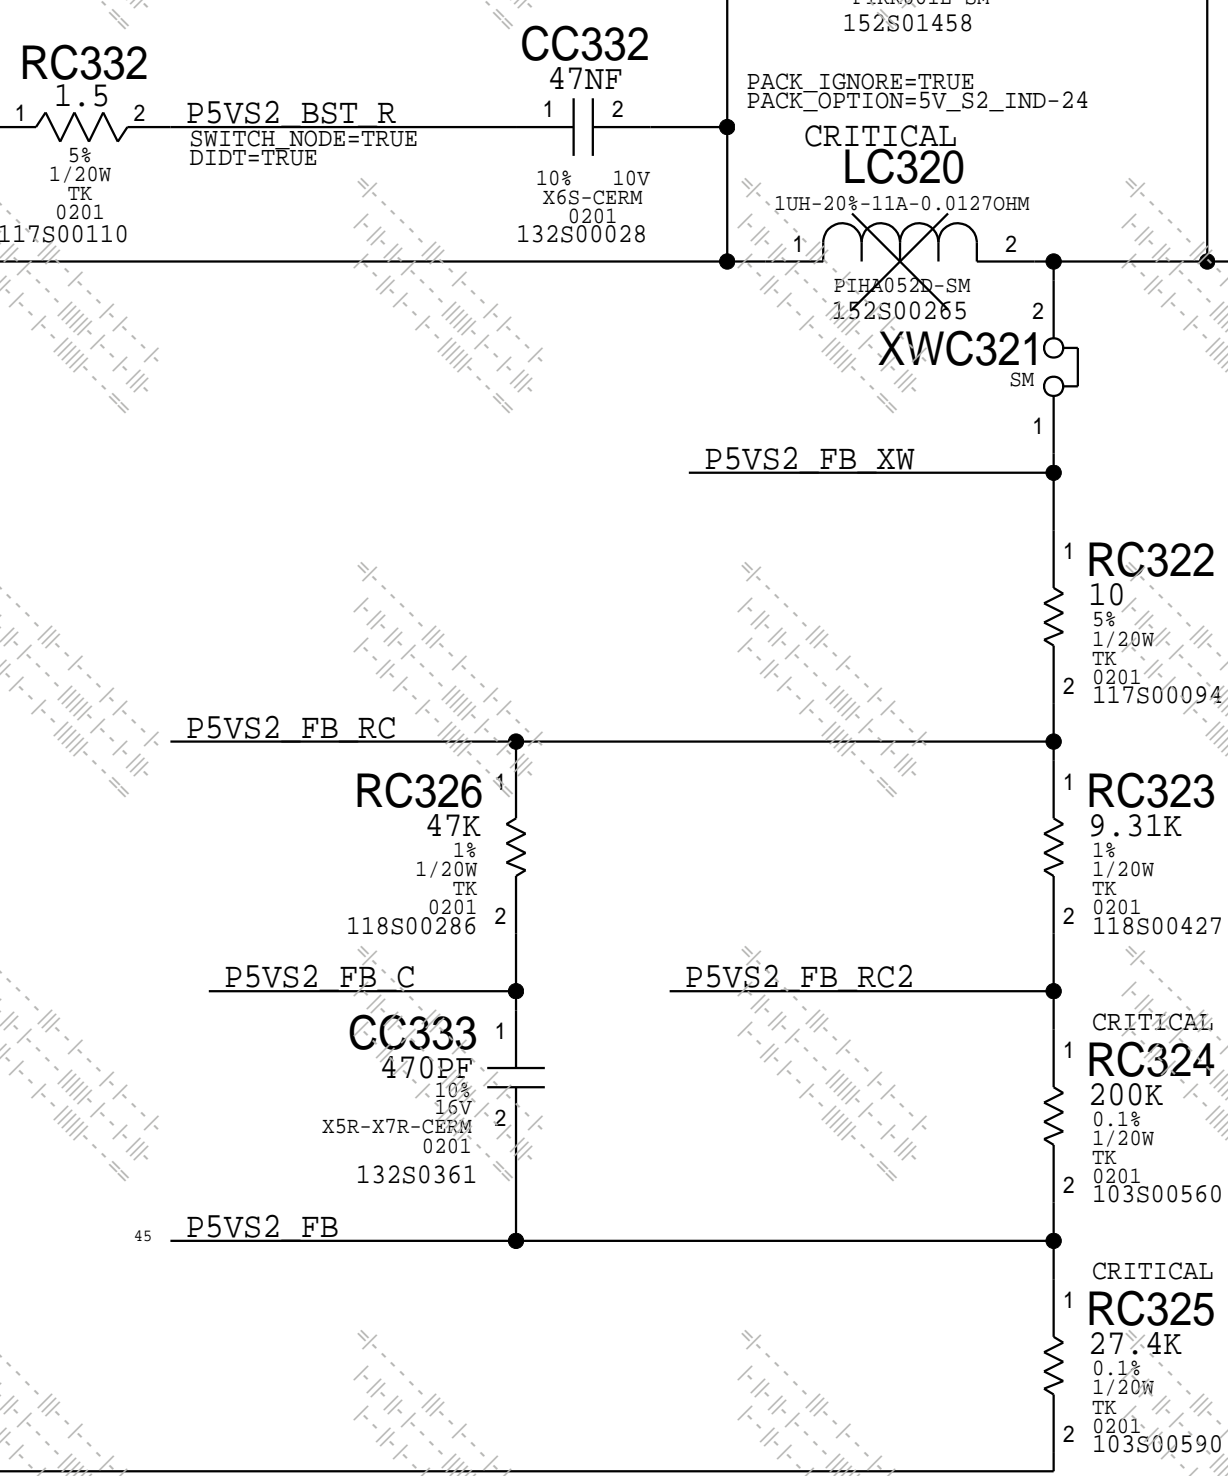 152S01458
RC332
1.5
1
2
P5VS2_BST_R
SWITCH_NODE=TRUE
DIDT=TRUE
5%
1/20W
TK
0201
117S00110
CC332
47NF
1
2
10% 10V
X6S-CERM
0201
132S00028
PACK_IGNORE=TRUE
PACK_OPTION=5V_S2_IND-24
CRITICAL
LC320
1UH-20%-11A-0.0127OHM
1
2
PIHA052D-SM
152S00265
2
XWC321
SM
1
P5VS2_FB_XW
1
RC322
10
5%
1/20W
TK
0201
2
117S00094
P5VS2_FB_RC
1
RC326
47K
1%
1/20W
TK
0201
2
118S00286
1
RC323
9.31K
1%
1/20W
TK
0201
2
118S00427
P5VS2_FB_C
P5VS2_FB_RC2
CC333
1
470PF
10%
16V
2
X5R-X7R-CERM
0201
132S0361
CRITICAL
1
RC324
200K
0.1%
1/20W
TK
0201
2
103S00560
45
P5VS2_FB
CRITICAL
1
RC325
27.4K
0.1%
1/20W
TK
0201
2
103S00590